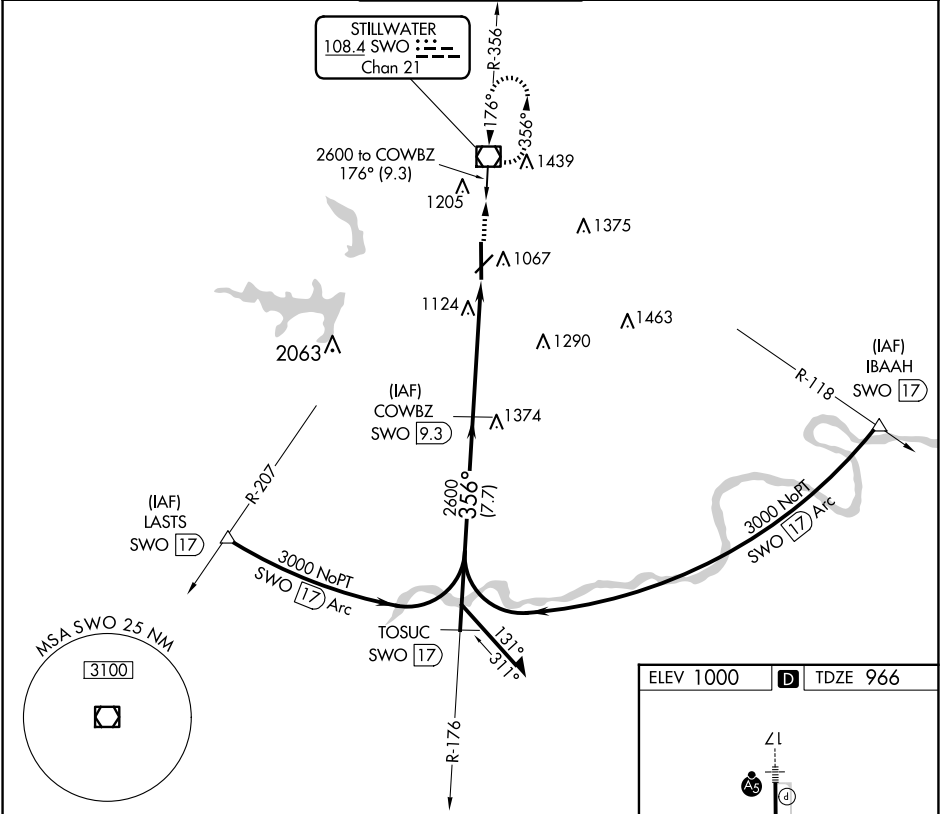 STILLWATER
108.4 SWO
Chan 21
R-356
176°
356°
2600 to COWBZ
176° (9.3)
1439
1205
1375
1067
1124
1463
1290
2063
(IAF)
IBAAH
SWO 17
R-118
(IAF)
COWBZ
SWO 9.3
1374
R-207
2600
356°
(7.7)
(IAF)
LASTS
SWO 17
3000 NoPT
SWO 17 Arc
3000 NoPT
SWO 17 Arc
TOSUC
SWO 17
131°
311°
MSA SWO 25 NM
3100
R-176
ELEV 1000
D
TDZE 966
17
A5
P